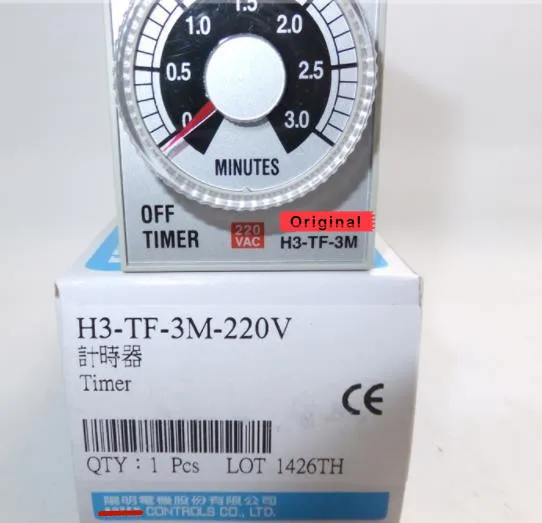 1.5
1.0 2.0
0.5 2.5
0 3.0
MINUTES
OFF
TIMER
220
VAC
Original
H3-TF-3M
H3-TF-3M-220V
計時器
Timer
CE
QTY：1 Pcs LOT 1426TH
陽明電機股份有限公司
CONTROLS CO., LTD.